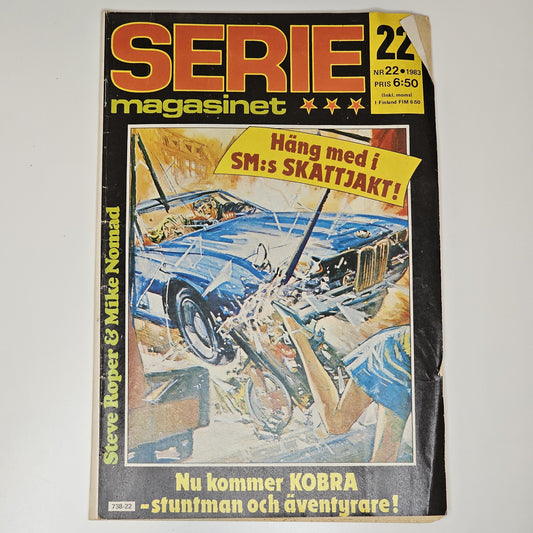 SERIE
magasinet
22
NR 22 • 1983
PRIS 6:50
(Inkl. moms)
I Finland FIM 6:50
Häng med i
SM:s SKATTJAKT!
Steve Roper & Mike Nomad
Nu kommer KOBRA
-stuntman och äventyrare!
738-22